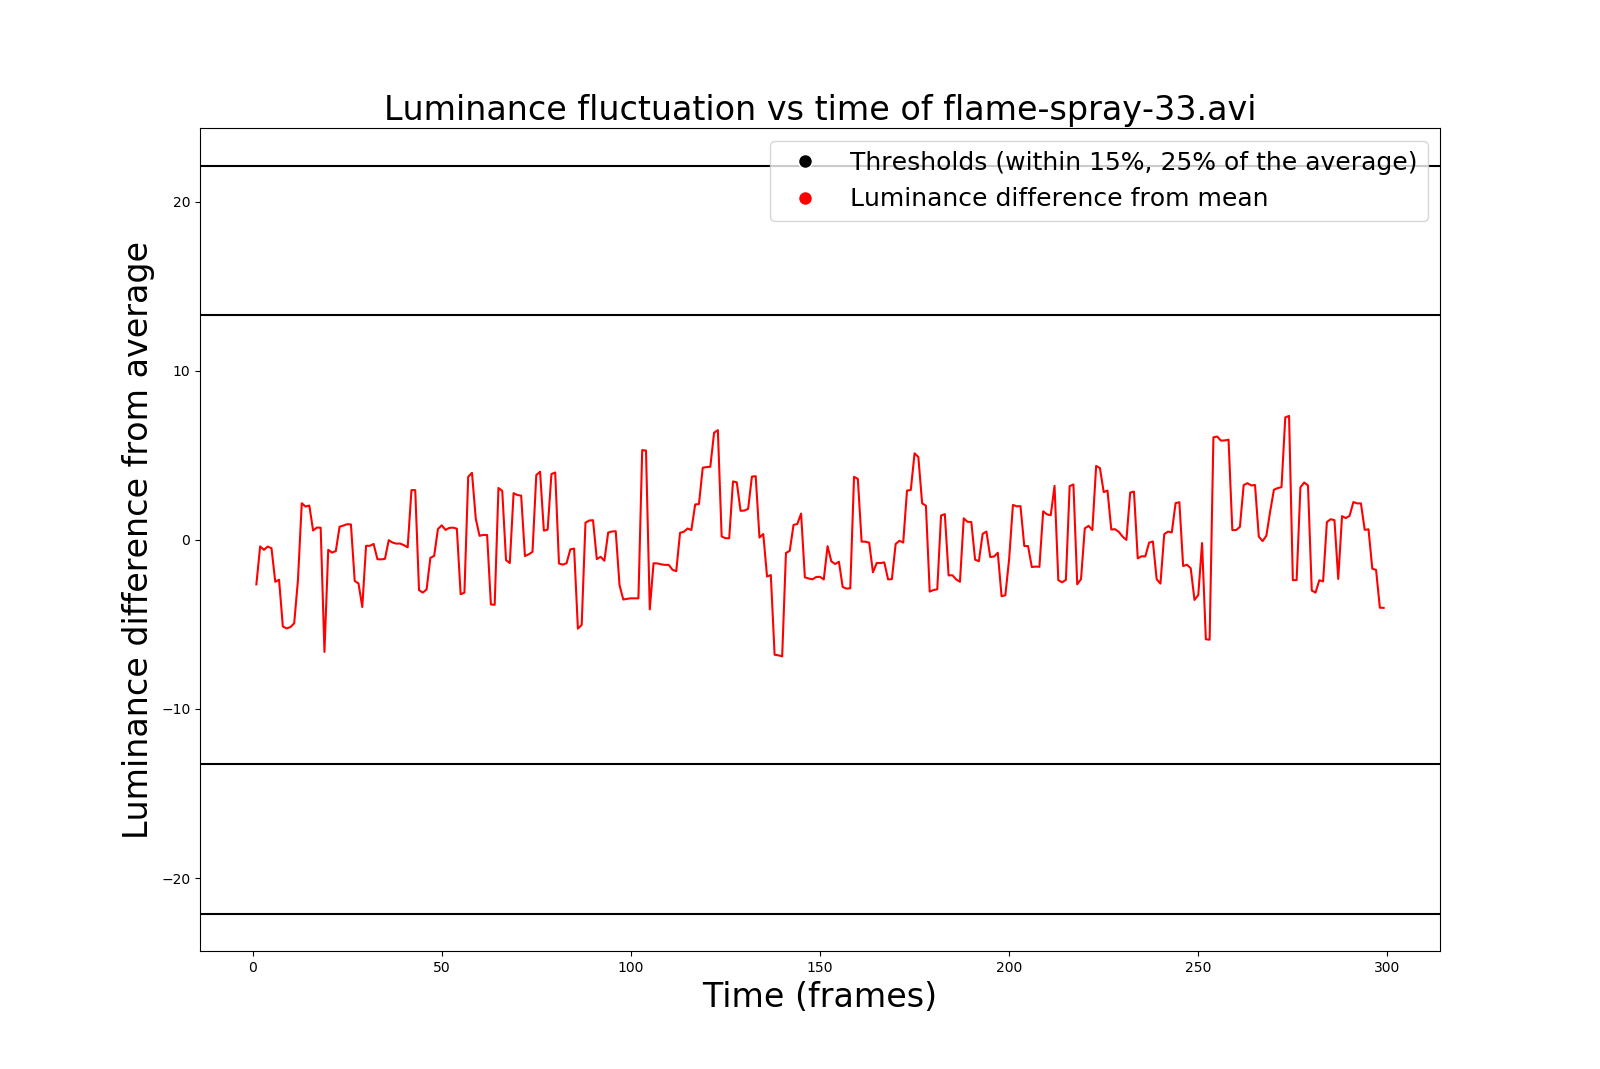 Luminance fluctuation vs time of flame-spray-33.avi
Thresholds (within 15%, 25% of the average)
Luminance difference from mean
Luminance difference from average
20
10
0
−10
−20
0 50 100 150 200 250 300
Time (frames)